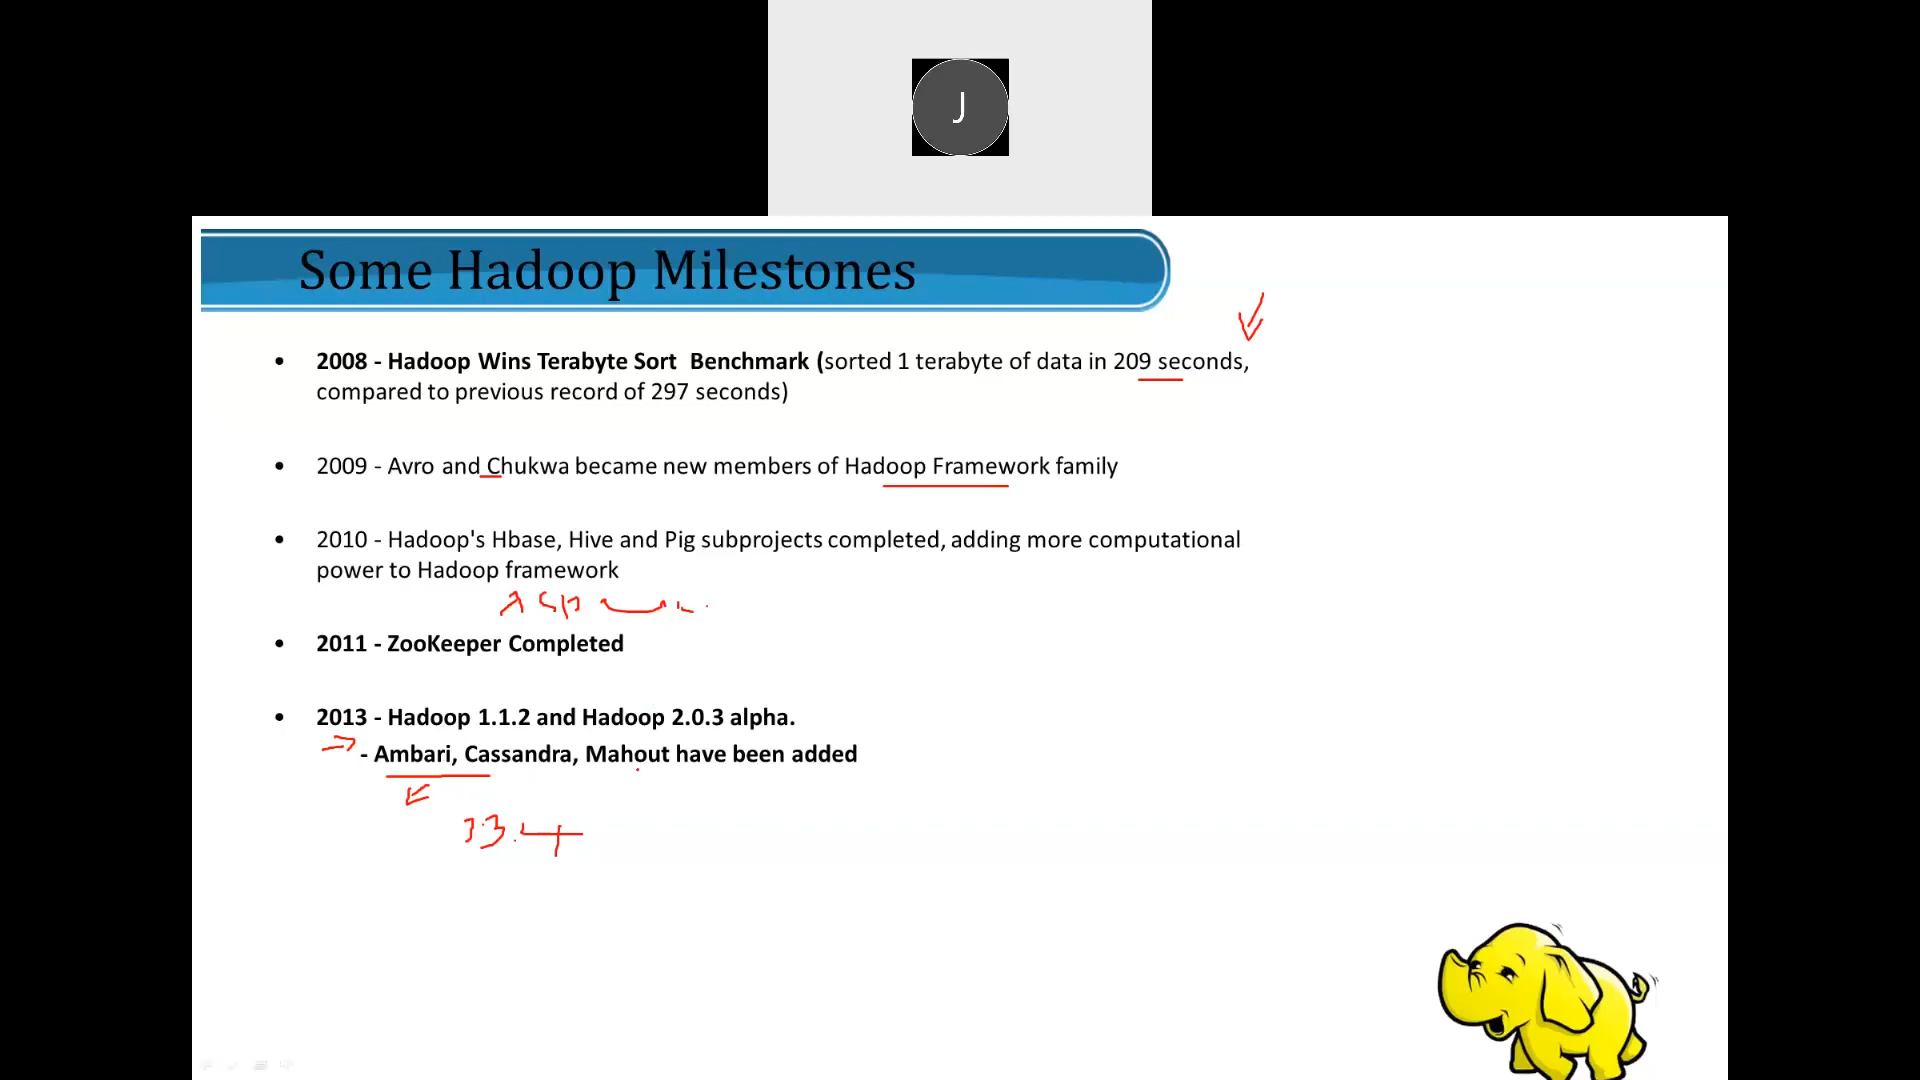 J
Some Hadoop Milestones
• 2008 - Hadoop Wins Terabyte Sort Benchmark (sorted 1 terabyte of data in 209 seconds,
compared to previous record of 297 seconds)
• 2009 - Avro and Chukwa became new members of Hadoop Framework family
• 2010 - Hadoop's Hbase, Hive and Pig subprojects completed, adding more computational
power to Hadoop framework
• 2011 - ZooKeeper Completed
• 2013 - Hadoop 1.1.2 and Hadoop 2.0.3 alpha.
- Ambari, Cassandra, Mahout have been added